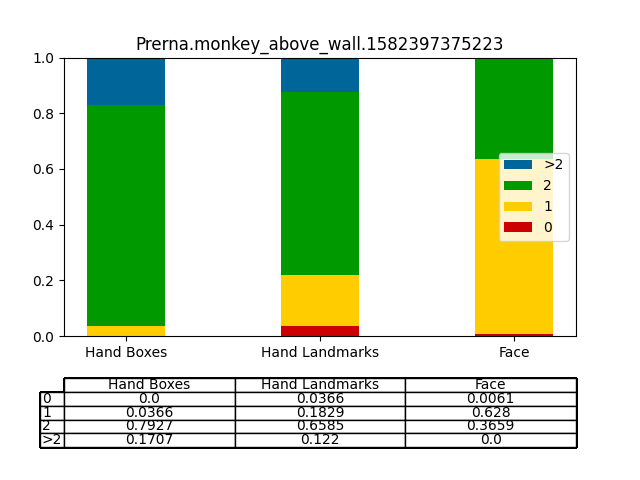 Prerna.monkey_above_wall.1582397375223
1.0
0.8
0.6
0.4
0.2
0.0
>2
2
1
0
Hand Boxes Hand Landmarks Face
Hand Boxes Hand Landmarks Face
0 0.0 0.0366 0.0061
1 0.0366 0.1829 0.628
2 0.7927 0.6585 0.3659
>2 0.1707 0.122 0.0